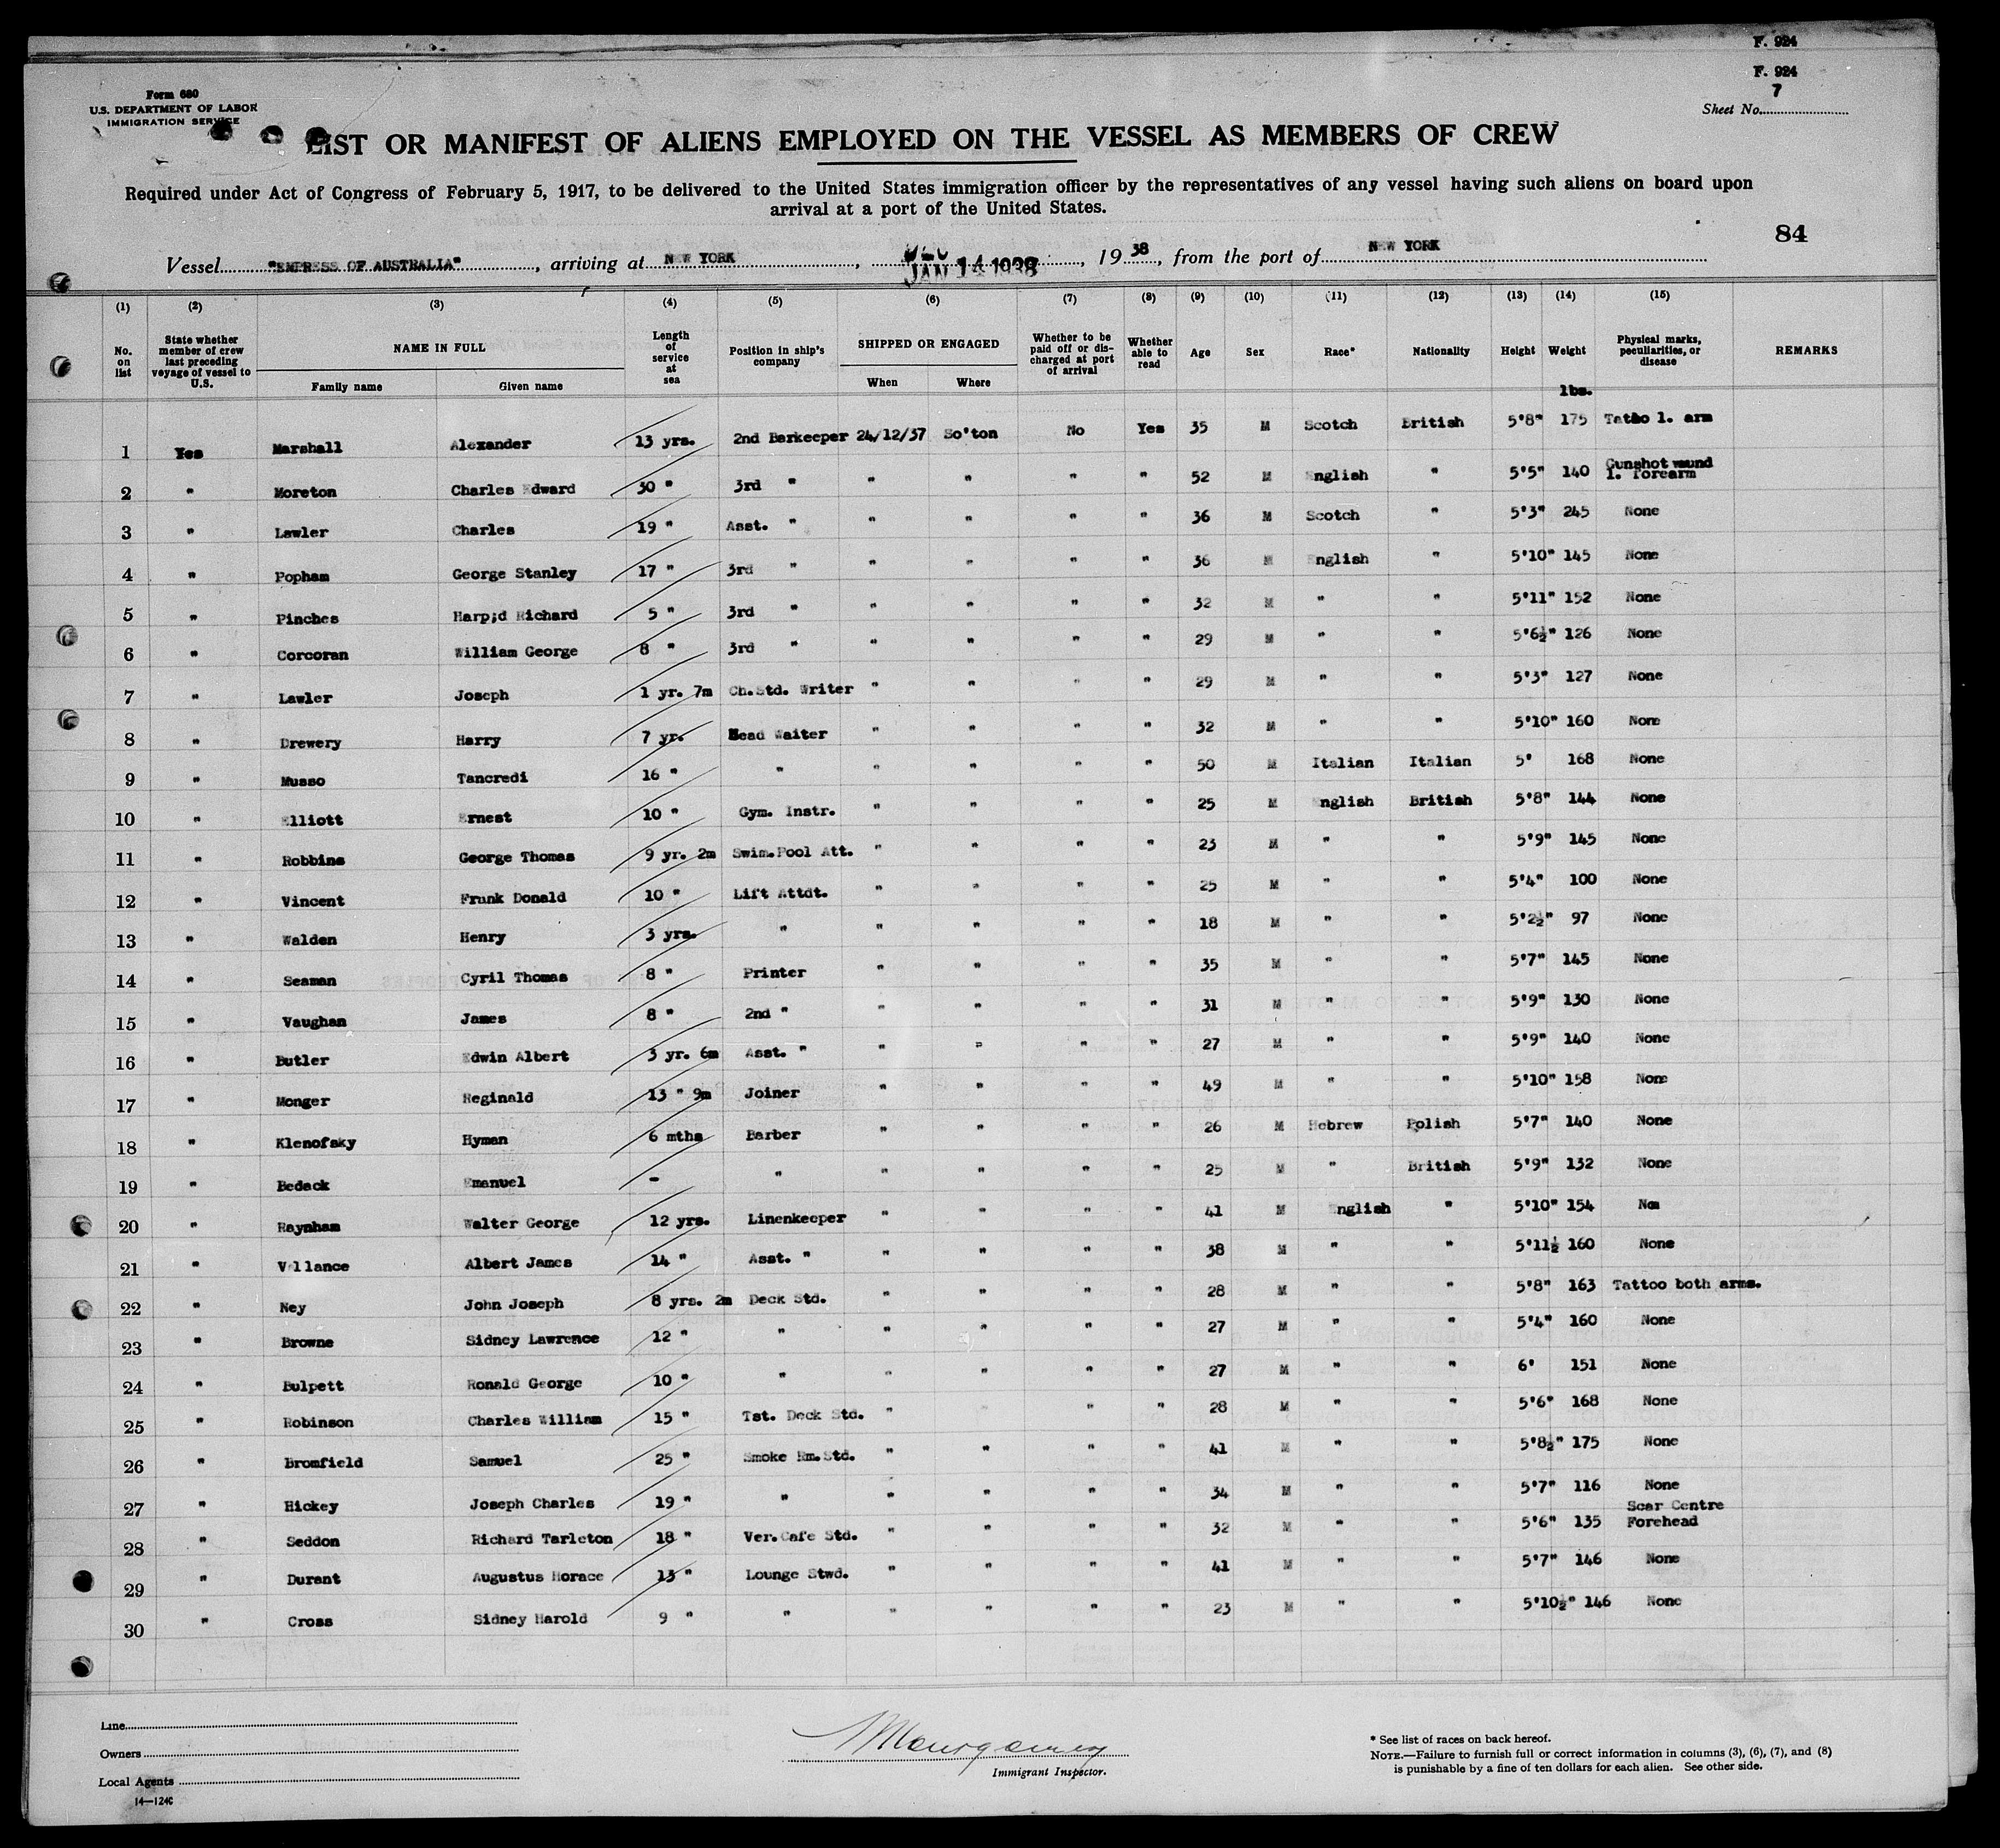 F. 924
F. 924
7
Form 680
U.S. DEPARTMENT OF LABOR
IMMIGRATION SERVICE
Sheet No.
LIST OR MANIFEST OF ALIENS EMPLOYED ON THE VESSEL AS MEMBERS OF CREW
Required under Act of Congress of February 5, 1917, to be delivered to the United States immigration officer by the representatives of any vessel having such aliens on board upon
arrival at a port of the United States.
84
Vessel "EMPRESS OF AUSTRALIA", arriving at NEW YORK, JAN 14 1938, 1938, from the port of NEW YORK
(1) (2) (3) (4) (5) (6) (7) (8) (9) (10) (11) (12) (13) (14) (15)
No. on list State whether member of crew last preceding voyage of vessel to U.S. NAME IN FULL Family name Given name Length of service at sea Position in ship's company SHIPPED OR ENGAGED When Where Whether to be paid off or discharged at port of arrival Whether able to read Age Sex Race* Nationality Height Weight Physical marks, peculiarities, or disease REMARKS
lbs.
1 Yes Marshall Alexander 13 yrs. 2nd Barkeeper 24/12/37 So'ton No Yes 35 M Scotch British 5'8" 175 Tattoo l. arm
2 " Moreton Charles Edward 30 " 3rd " " " " " 52 M English " 5'5" 140 Gunshot wound l. forearm
3 " Lawler Charles 19 " Asst. " " " " " 36 M Scotch " 5'3" 245 None
4 " Popham George Stanley 17 " 3rd " " " " " 36 M English " 5'10" 145 None
5 " Pinches Harp;d Richard 5 " 3rd " " " " " 32 M " " 5'11" 152 None
6 " Corcoran William George 8 " 3rd " " " " " 29 M " " 5'6½" 126 None
7 " Lawler Joseph 1 yr. 7m Ch.Std. Writer " " " " 29 M " " 5'3" 127 None
8 " Drewery Harry 7 yr. Head Waiter " " " " 32 M " " 5'10" 160 None
9 " Musso Tancredi 16 " " " " " " 50 M Italian Italian 5' 168 None
10 " Elliott Ernest 10 " Gym. Instr. " " " " 25 M English British 5'8" 144 None
11 " Robbins George Thomas 9 yr. 2m Swim.Pool Att. " " " " 23 M " " 5'9" 145 None
12 " Vincent Frank Donald 10 " Lift Attdt. " " " " 25 M " " 5'4" 100 None
13 " Walden Henry 3 yrs. " " " " " 18 M " " 5'2½" 97 None
14 " Seaman Cyril Thomas 8 " Printer " " " " 35 M " " 5'7" 145 None
15 " Vaughan James 8 " 2nd " " " " " 31 M " " 5'9" 130 None
16 " Butler Edwin Albert 3 yr. 6m Asst. " " " " " 27 M " " 5'9" 140 None
17 " Monger Reginald 13 " 9m Joiner " " " " 49 M " " 5'10" 158 None
18 " Klenofsky Hyman 6 mths Barber " " " " 26 M Hebrew Polish 5'7" 140 None
19 " Bedack Emanuel - " " " " " 25 M " British 5'9" 132 None
20 " Raynham Walter George 12 yrs. Linenkeeper " " " " 41 M English " 5'10" 154
21 " Vallance Albert James 14 " Asst. " " " " " 38 M " " 5'11½ 160 None
22 " Ney John Joseph 8 yrs. 2m Deck Std. " " " " 28 M " " 5'8" 163 Tattoo both arms.
23 " Browne Sidney Lawrence 12 " " " " " " 27 M " " 5'4" 160 None
24 " Bulpett Ronald George 10 " " " " " " 27 M " " 6' 151 None
25 " Robinson Charles William 15 " Tst. Deck Std. " " " " 28 M " " 5'6" 168 None
26 " Bromfield Samuel 25 " Smoke Rm.Std. " " " " 41 M " " 5'8½" 175 None
27 " Hickey Joseph Charles 19 " " " " " " 34 M " " 5'7" 116 None
28 " Seddon Richard Tarleton 18 " Ver.Cafe Std. " " " " 32 M " " 5'6" 135 Scar Centre Forehead
29 " Durant Augustus Horace 13 " Lounge Stwd. " " " " 41 M " " 5'7" 146 None
30 " Cross Sidney Harold 9 " " " " " " 23 M " " 5'10½" 146 None
Line
Owners
Local Agents
14—1240
Montgomery
Immigrant Inspector.
* See list of races on back hereof.
NOTE.—Failure to furnish full or correct information in columns (3), (6), (7), and (8)
is punishable by a fine of ten dollars for each alien. See other side.